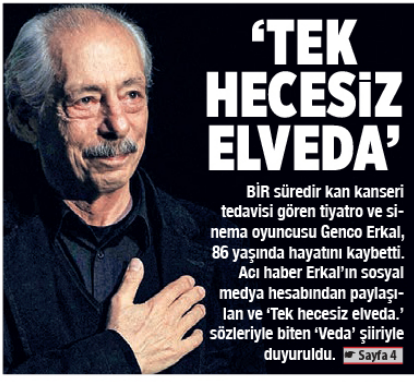 ‘TEK
HECESiZ
ELVEDA’
BİR süredir kan kanseri
tedavisi gören tiyatro ve si-
nema oyuncusu Genco Erkal,
86 yaşında hayatını kaybetti.
Acı haber Erkal’ın sosyal
medya hesabından paylaşı-
lan ve ‘Tek hecesiz elveda.’
sözleriyle biten ‘Veda’ şiiriyle
duyuruldu. ☛ Sayfa 4